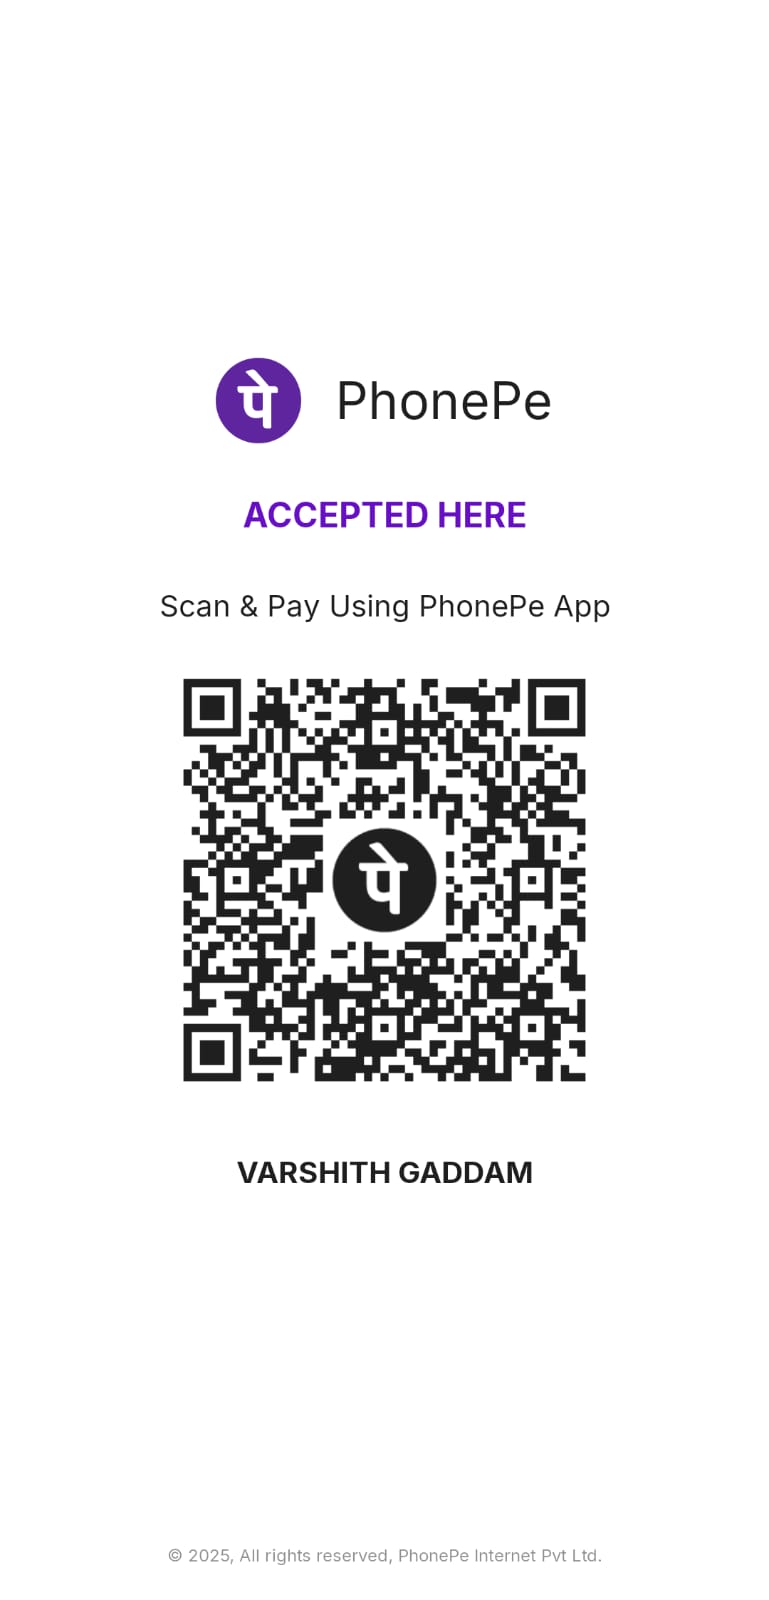 पे PhonePe
ACCEPTED HERE
Scan & Pay Using PhonePe App
पे
VARSHITH GADDAM
© 2025, All rights reserved, PhonePe Internet Pvt Ltd.